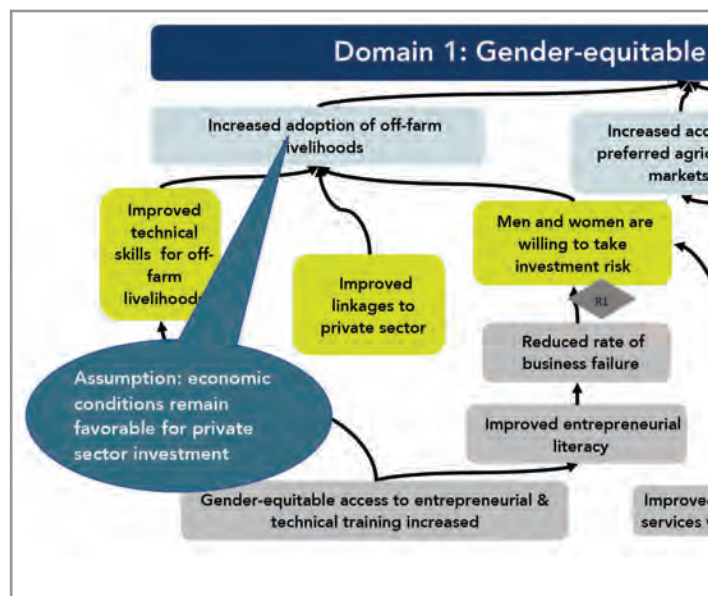 Domain 1: Gender-equitable
Increased adoption of off-farm
livelihoods
Increased acc
preferred agric
markets
Improved
technical
skills for off-
farm
livelihoods
Improved
linkages to
private sector
Men and women are
willing to take
investment risk
R1
Reduced rate of
business failure
Assumption: economic
conditions remain
favorable for private
sector investment
Improved entrepreneurial
literacy
Gender-equitable access to entrepreneurial &
technical training increased
Improved
services